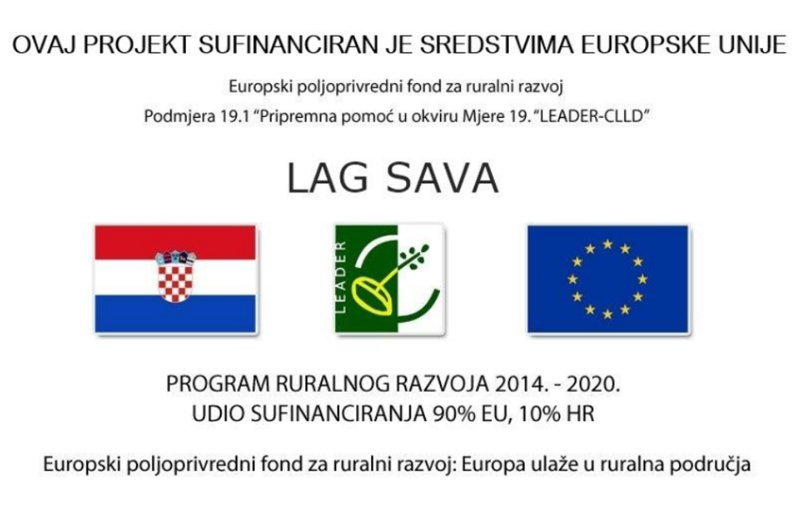 OVAJ PROJEKT SUFINANCIRAN JE SREDSTVIMA EUROPSKE UNIJE
Europski poljoprivredni fond za ruralni razvoj
Podmjera 19.1 “Pripremna pomoć u okviru Mjere 19. “LEADER-CLLD”
LAG SAVA
LEADER
PROGRAM RURALNOG RAZVOJA 2014. - 2020.
UDIO SUFINANCIRANJA 90% EU, 10% HR
Europski poljoprivredni fond za ruralni razvoj: Europa ulaže u ruralna područja